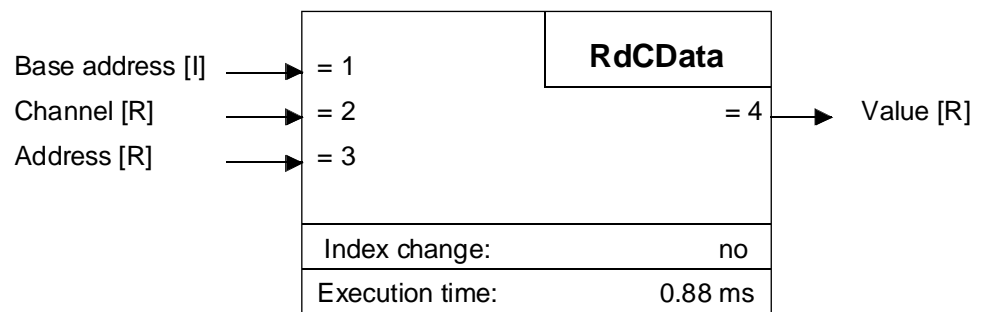 RdCData
Base address [I] = 1
Channel [R] = 2 = 4 Value [R]
Address [R] = 3
Index change: no
Execution time: 0.88 ms